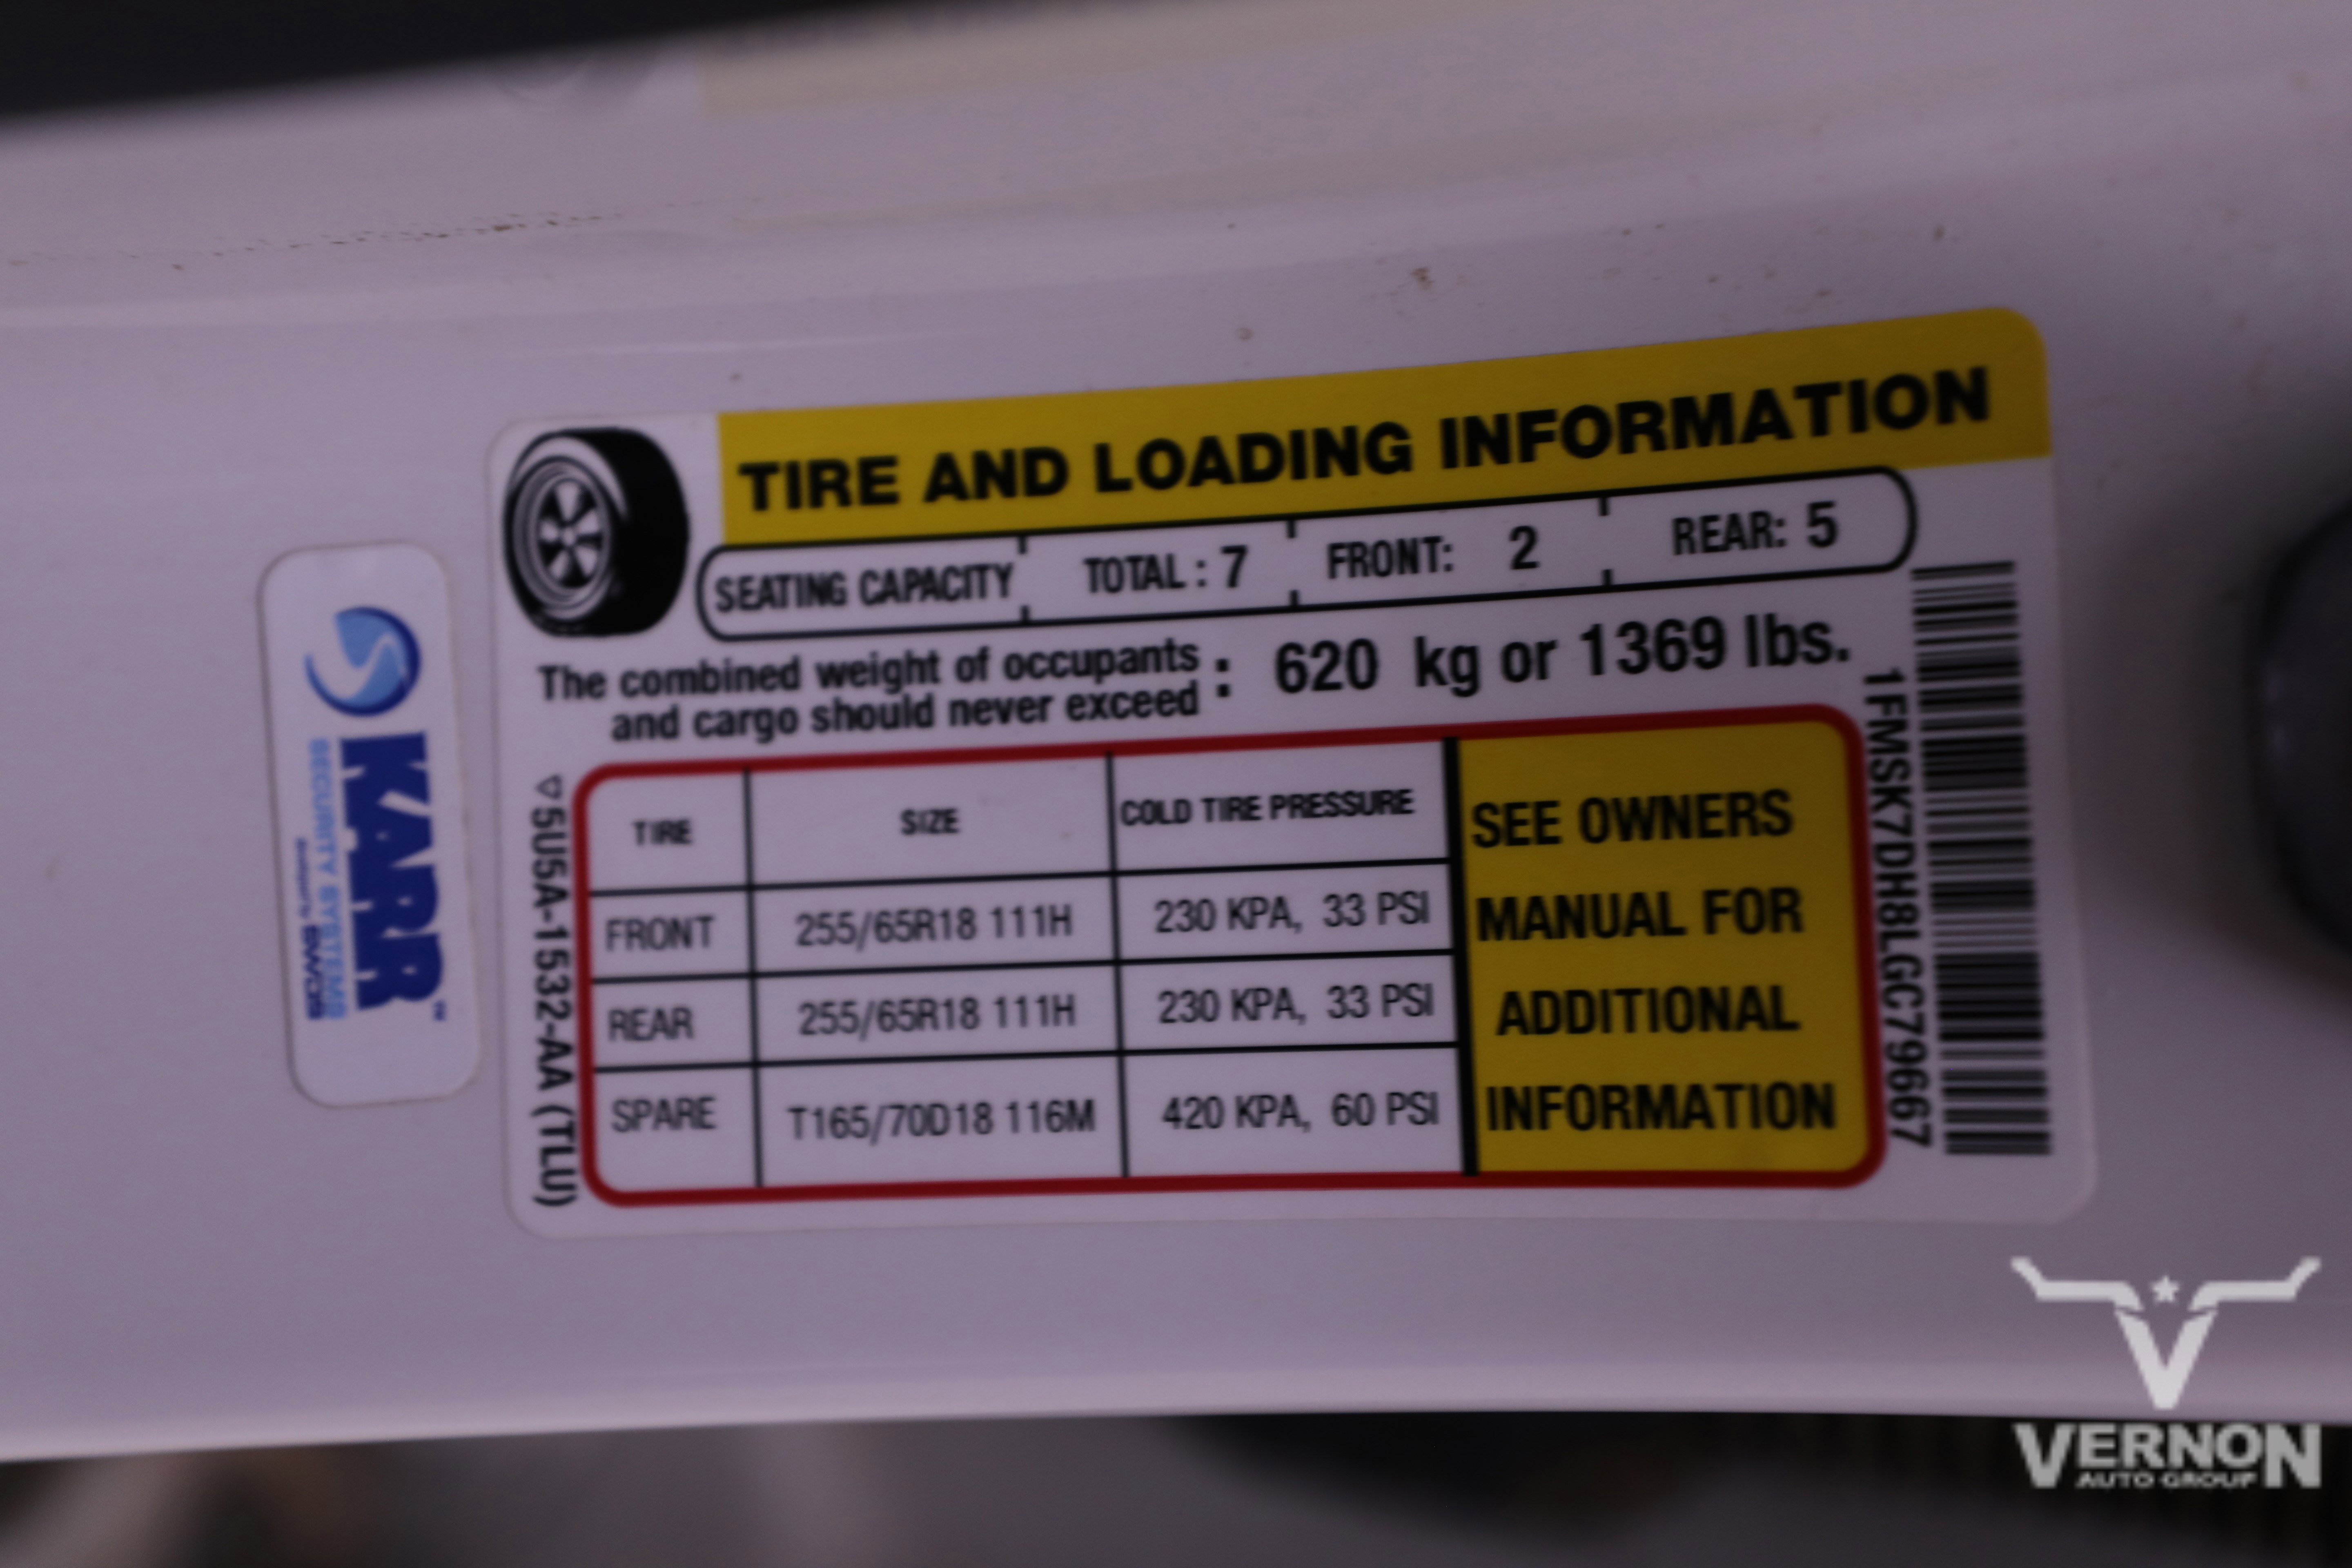 TIRE AND LOADING INFORMATION
SEATING CAPACITY TOTAL : 7 FRONT: 2 REAR: 5
The combined weight of occupants
and cargo should never exceed : 620 kg or 1369 lbs.
TIRE SIZE COLD TIRE PRESSURE
FRONT 255/65R18 111H 230 KPA, 33 PSI
REAR 255/65R18 111H 230 KPA, 33 PSI
SPARE T165/70D18 116M 420 KPA, 60 PSI
SEE OWNERS
MANUAL FOR
ADDITIONAL
INFORMATION
5U5A-1532-AA (TLU)
1FMSK7DH8LGC79667
KARR™
SECURITY SYSTEMS
VERNON
AUTO GROUP